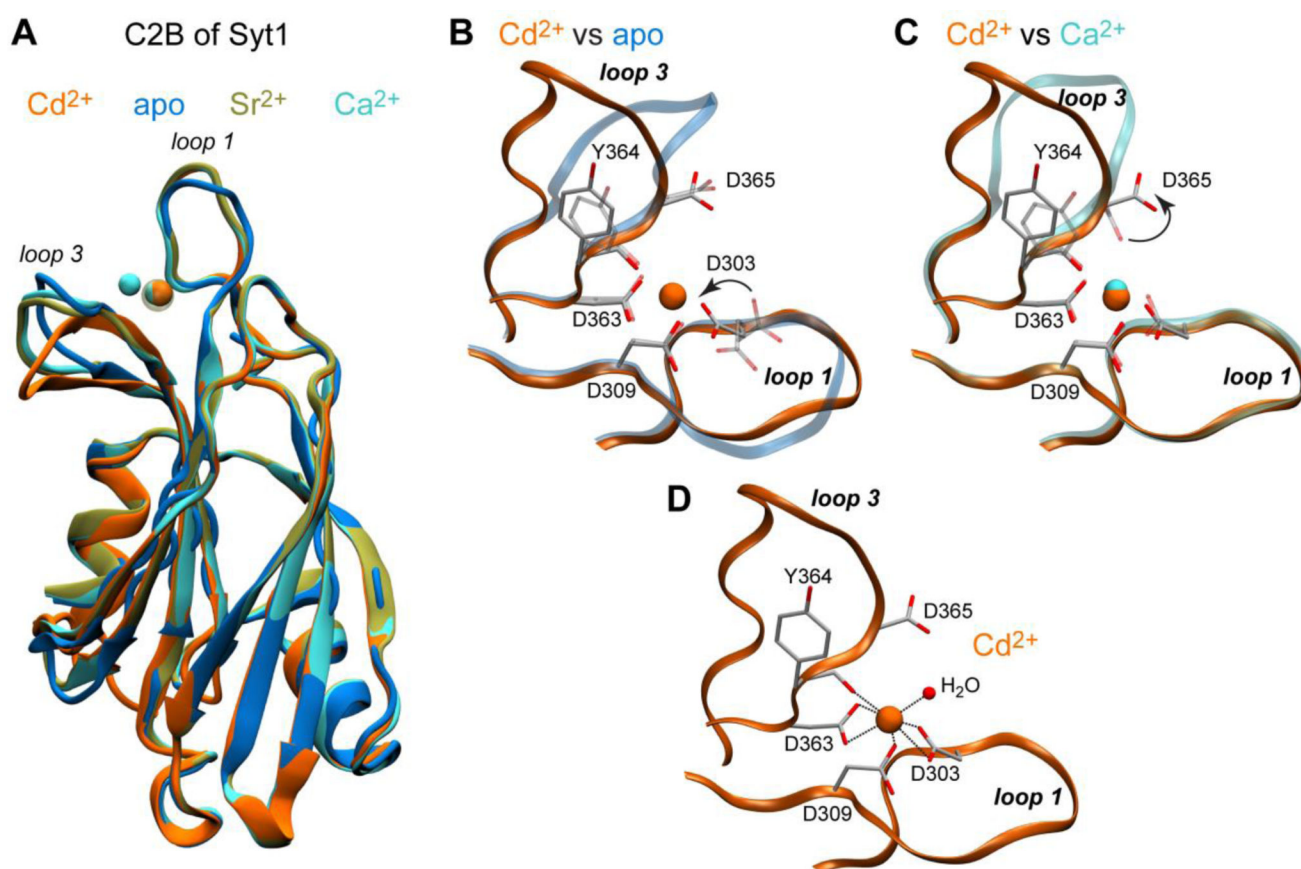 A
C2B of Syt1
Cd²⁺ apo Sr²⁺ Ca²⁺
loop 1
loop 3
B
Cd²⁺ vs apo
loop 3
Y364
D365
D303
D363
D309
loop 1
C
Cd²⁺ vs Ca²⁺
loop 3
Y364
D365
D363
D309
loop 1
D
loop 3
Y364
D365
Cd²⁺
H₂O
D363
D303
D309
loop 1